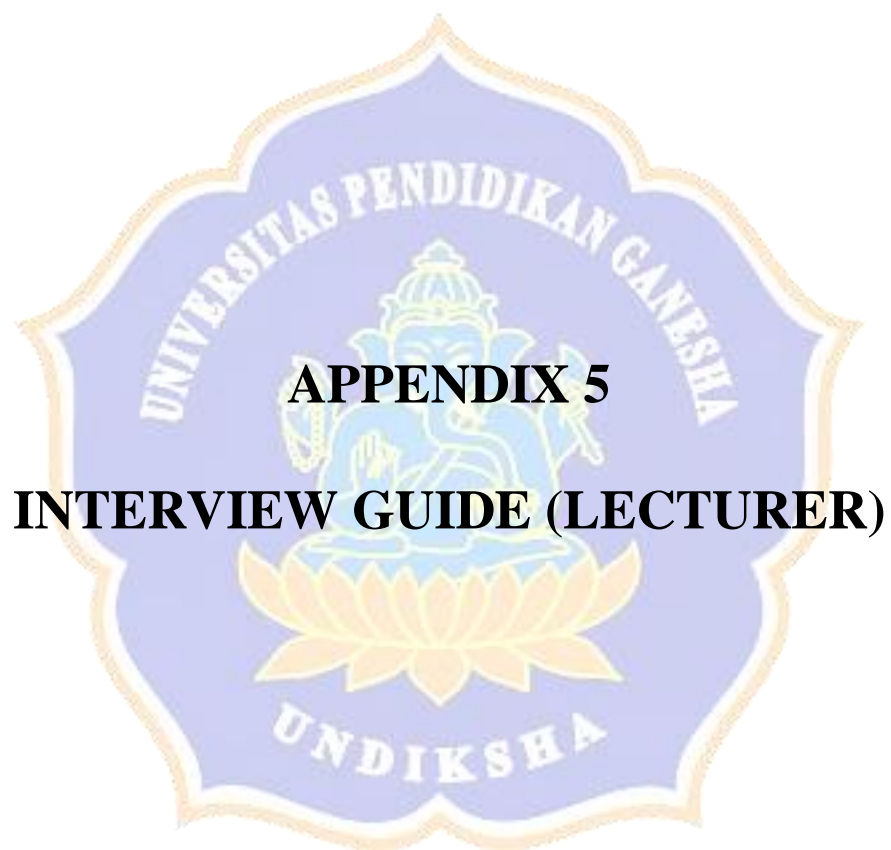 UNIVERSITAS PENDIDIKAN GANESHA
APPENDIX 5
INTERVIEW GUIDE (LECTURER)
UNDIKSHA